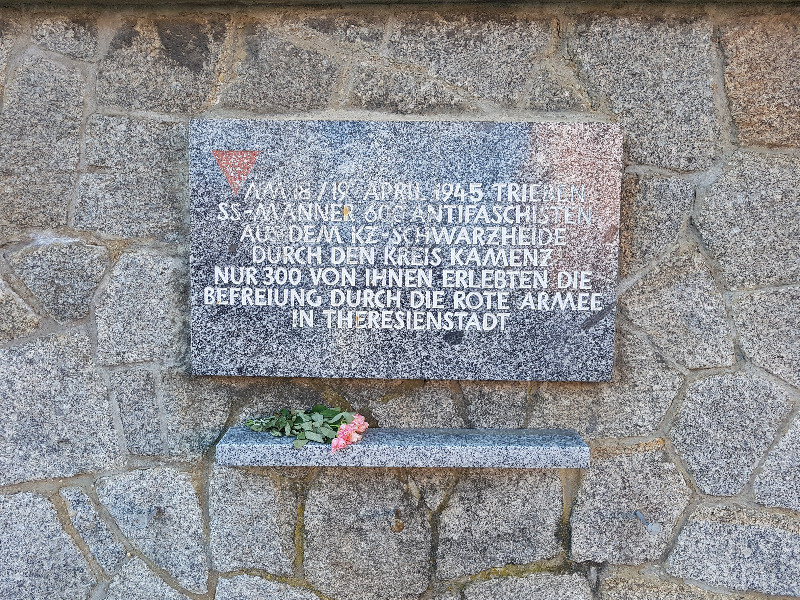 AM 18./19. APRIL 1945 TRIEBEN
SS-MÄNNER 600 ANTIFASCHISTEN
AUS DEM KZ-SCHWARZHEIDE
DURCH DEN KREIS KAMENZ
NUR 300 VON IHNEN ERLEBTEN DIE
BEFREIUNG DURCH DIE ROTE ARMEE
IN THERESIENSTADT